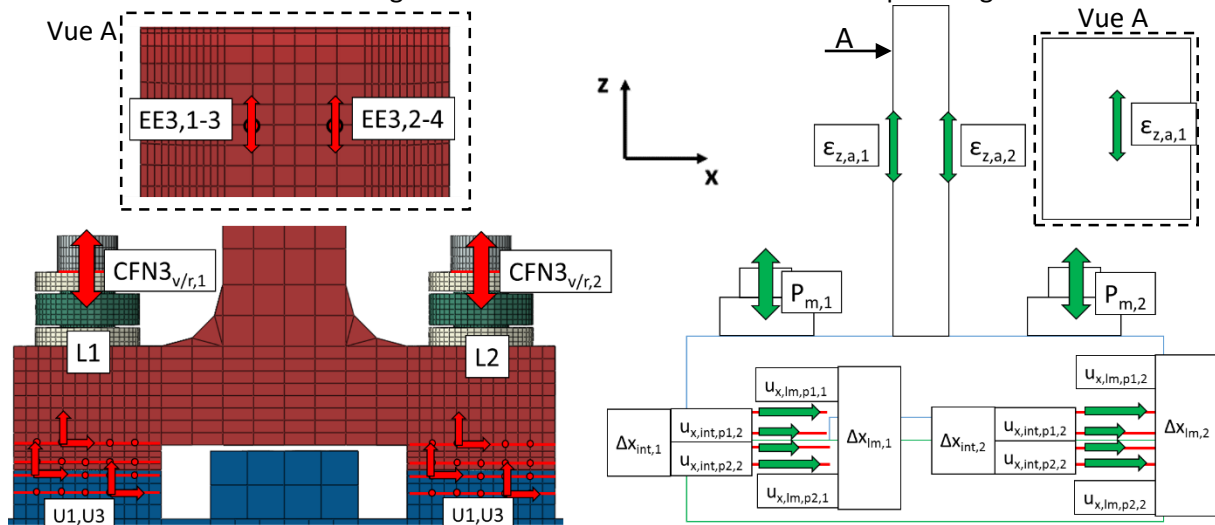 Vue A
EE3,1-3
EE3,2-4
CFN3v/r,1
CFN3v/r,2
L1
L2
U1,U3
U1,U3
z
x
A
Vue A
εz,a,1
εz,a,2
εz,a,1
Pm,1
Pm,2
ux,lm,p1,1
ux,lm,p1,2
Δxint,1
ux,int,p1,2
ux,int,p2,2
Δxlm,1
Δxint,2
ux,int,p1,2
ux,int,p2,2
Δxlm,2
ux,lm,p2,1
ux,lm,p2,2